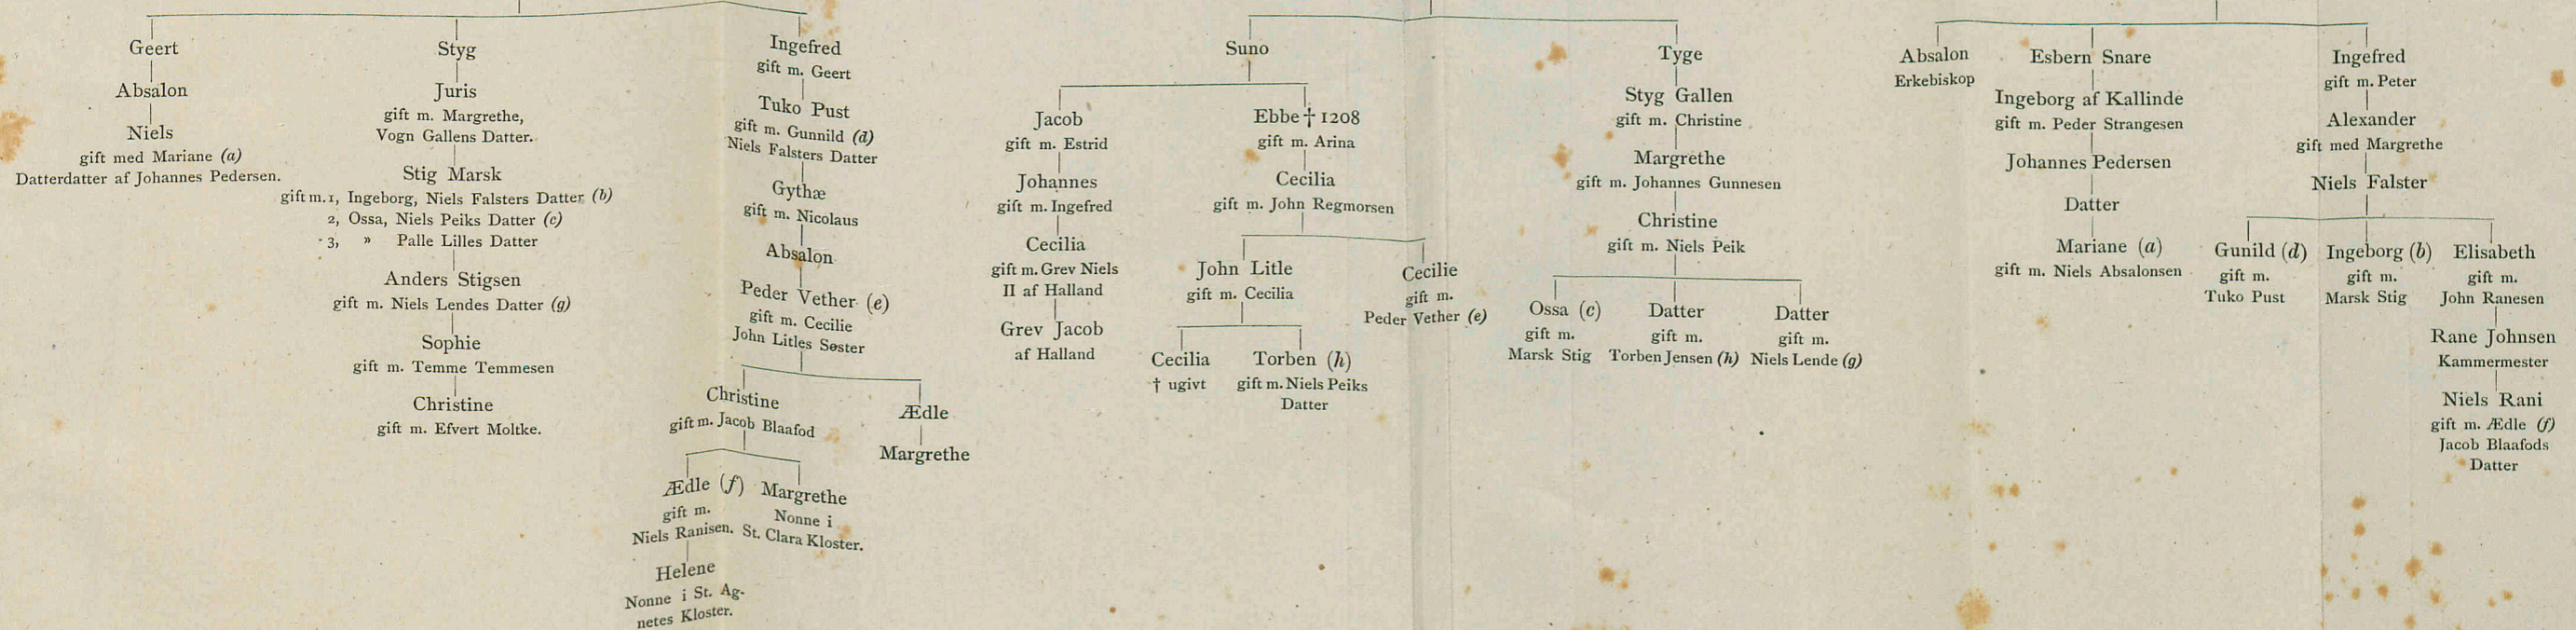 Geert
Absalon
Niels
gift med Mariane (a)
Datterdatter af Johannes Pedersen.
Styg
Juris
gift m. Margrethe,
Vogn Gallens Datter.
Stig Marsk
gift m. 1, Ingeborg, Niels Falsters Datter (b)
2, Ossa, Niels Peiks Datter (c)
3, » Palle Lilles Datter
Anders Stigsen
gift m. Niels Lendes Datter (g)
Sophie
gift m. Temme Temmesen
Christine
gift m. Efvert Moltke.
Ingefred
gift m. Geert
Tuko Pust
gift m. Gunnild (d)
Niels Falsters Datter
Gythæ
gift m. Nicolaus
Absalon
Peder Vether (e)
gift m. Cecilie
John Litles Søster
Christine
gift m. Jacob Blaafod
Ædle
Margrethe
Ædle (f)
gift m.
Niels Ranisen.
Margrethe
Nonne i
St. Clara Kloster.
Helene
Nonne i St. Ag-
netes Kloster.
Suno
Jacob
gift m. Estrid
Johannes
gift m. Ingefred
Cecilia
gift m. Grev Niels
II af Halland
Grev Jacob
af Halland
Ebbe † 1208
gift m. Arina
Cecilia
gift m. John Regmorsen
John Litle
gift m. Cecilia
Cecilie
gift m.
Peder Vether (e)
Cecilia
† ugivt
Torben (h)
gift m. Niels Peiks
Datter
Tyge
Styg Gallen
gift m. Christine
Margrethe
gift m. Johannes Gunnesen
Christine
gift m. Niels Peik
Ossa (c)
gift m.
Marsk Stig
Datter
gift m.
Torben Jensen (h)
Datter
gift m.
Niels Lende (g)
Absalon
Erkebiskop
Esbern Snare
Ingeborg af Kallinde
gift m. Peder Strangesen
Johannes Pedersen
Datter
Mariane (a)
gift m. Niels Absalonsen
Ingefred
gift m. Peter
Alexander
gift med Margrethe
Niels Falster
Gunild (d)
gift m.
Tuko Pust
Ingeborg (b)
gift m.
Marsk Stig
Elisabeth
gift m.
John Ranesen
Rane Johnsen
Kammermester
Niels Rani
gift m. Ædle (f)
Jacob Blaafods
Datter